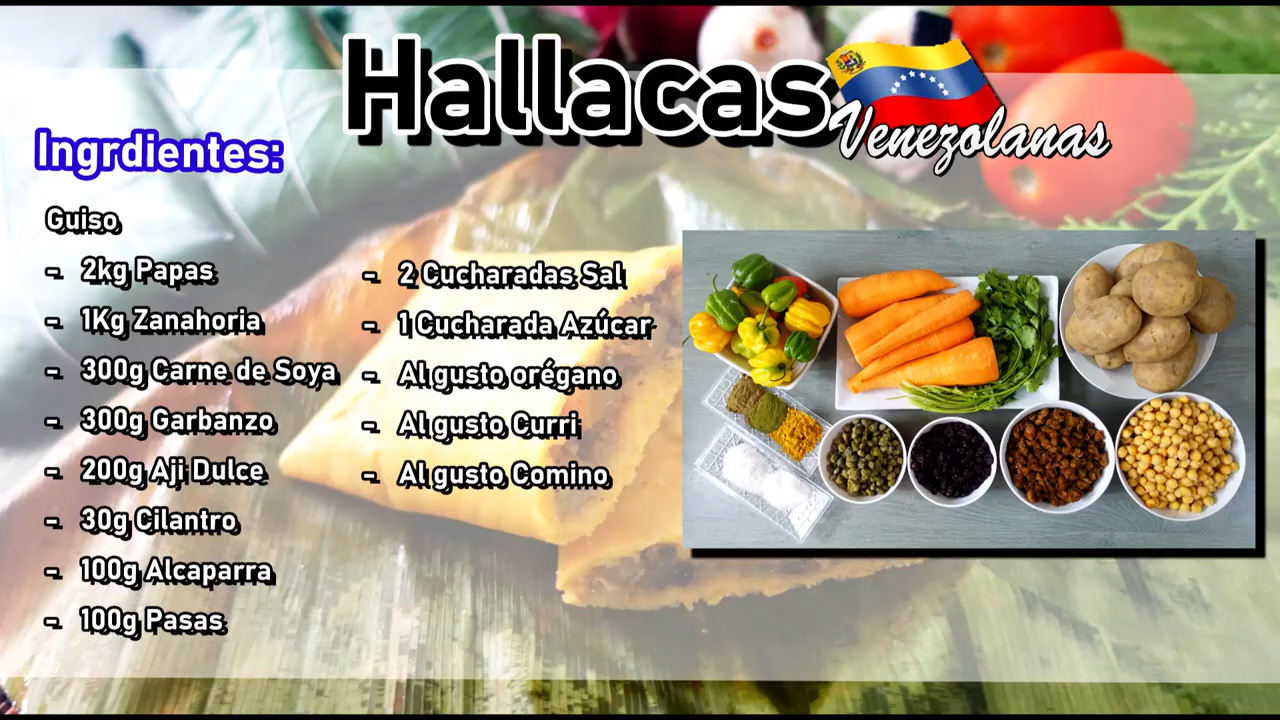 Hallacas
Venezolanas
Ingrdientes:
Guiso
- 2kg Papas
- 1Kg Zanahoria
- 300g Carne de Soya
- 300g Garbanzo
- 200g Aji Dulce
- 30g Cilantro
- 100g Alcaparra
- 100g Pasas
- 2 Cucharadas Sal
- 1 Cucharada Azúcar
- Al gusto orégano
- Al gusto Curri
- Al gusto Comino